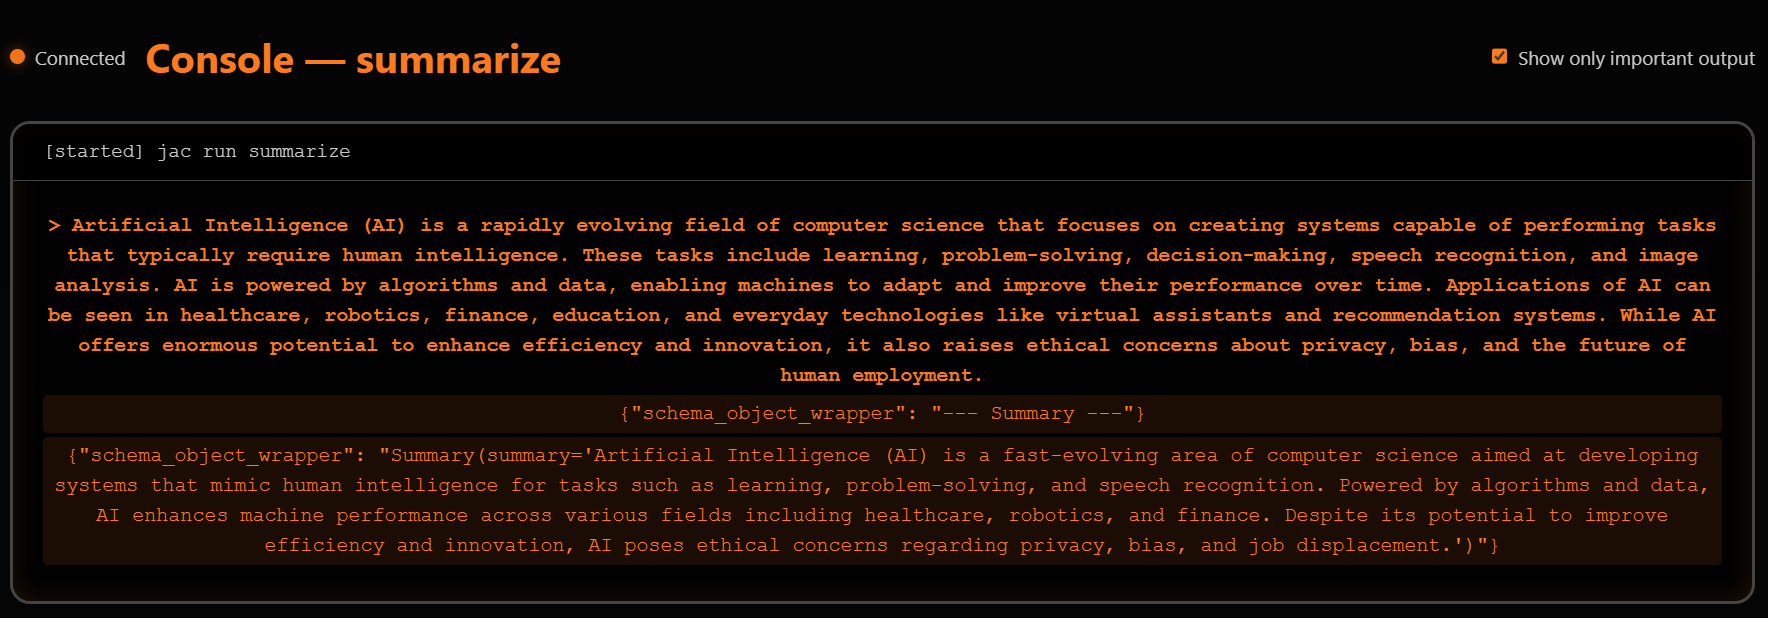 Connected
Console — summarize
Show only important output
[started] jac run summarize
> Artificial Intelligence (AI) is a rapidly evolving field of computer science that focuses on creating systems capable of performing tasks
that typically require human intelligence. These tasks include learning, problem-solving, decision-making, speech recognition, and image
analysis. AI is powered by algorithms and data, enabling machines to adapt and improve their performance over time. Applications of AI can
be seen in healthcare, robotics, finance, education, and everyday technologies like virtual assistants and recommendation systems. While AI
offers enormous potential to enhance efficiency and innovation, it also raises ethical concerns about privacy, bias, and the future of
human employment.
{"schema_object_wrapper": "--- Summary ---"}
{"schema_object_wrapper": "Summary(summary='Artificial Intelligence (AI) is a fast-evolving area of computer science aimed at developing
systems that mimic human intelligence for tasks such as learning, problem-solving, and speech recognition. Powered by algorithms and data,
AI enhances machine performance across various fields including healthcare, robotics, and finance. Despite its potential to improve
efficiency and innovation, AI poses ethical concerns regarding privacy, bias, and job displacement.')"}